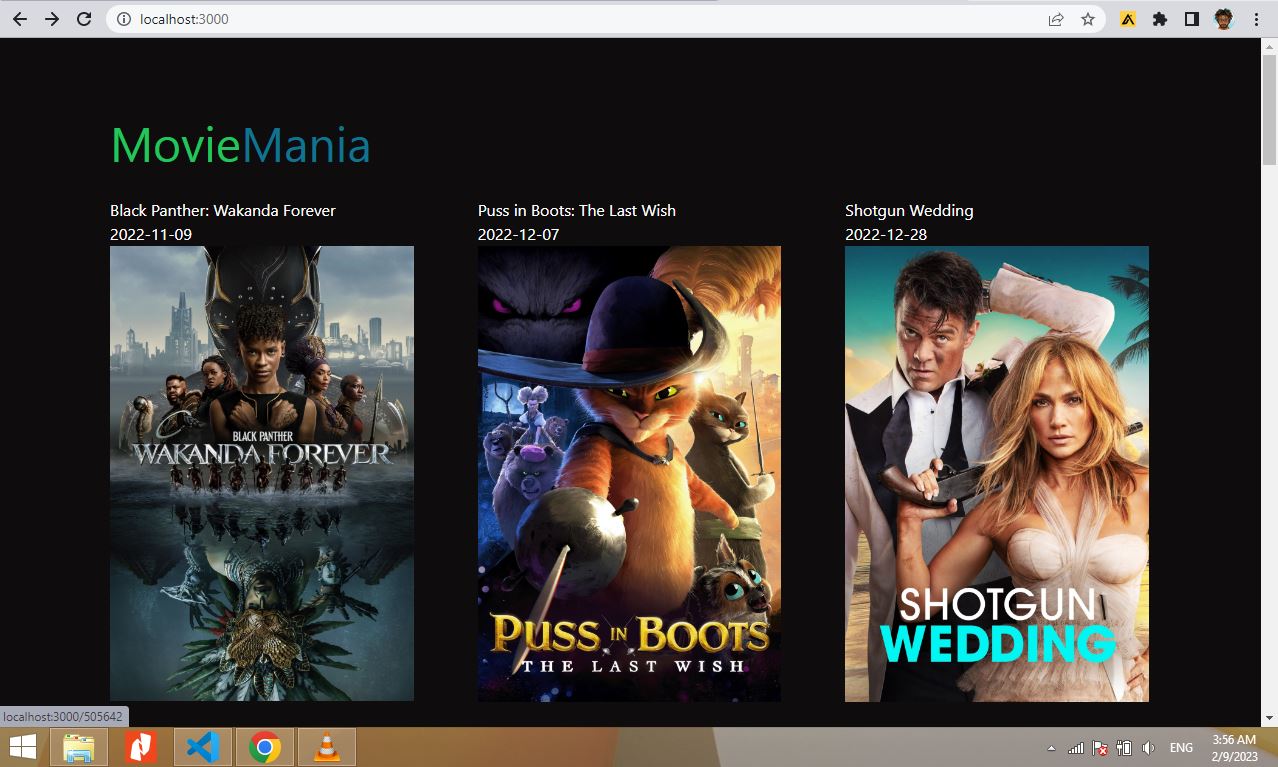 localhost:3000
MovieMania
Black Panther: Wakanda Forever
2022-11-09
Puss in Boots: The Last Wish
2022-12-07
Shotgun Wedding
2022-12-28
BLACK PANTHER
WAKANDA FOREVER
PUSS IN BOOTS
THE LAST WISH
SHOTGUN
WEDDING
localhost:3000/505642
ENG
3:56 AM
2/9/2023